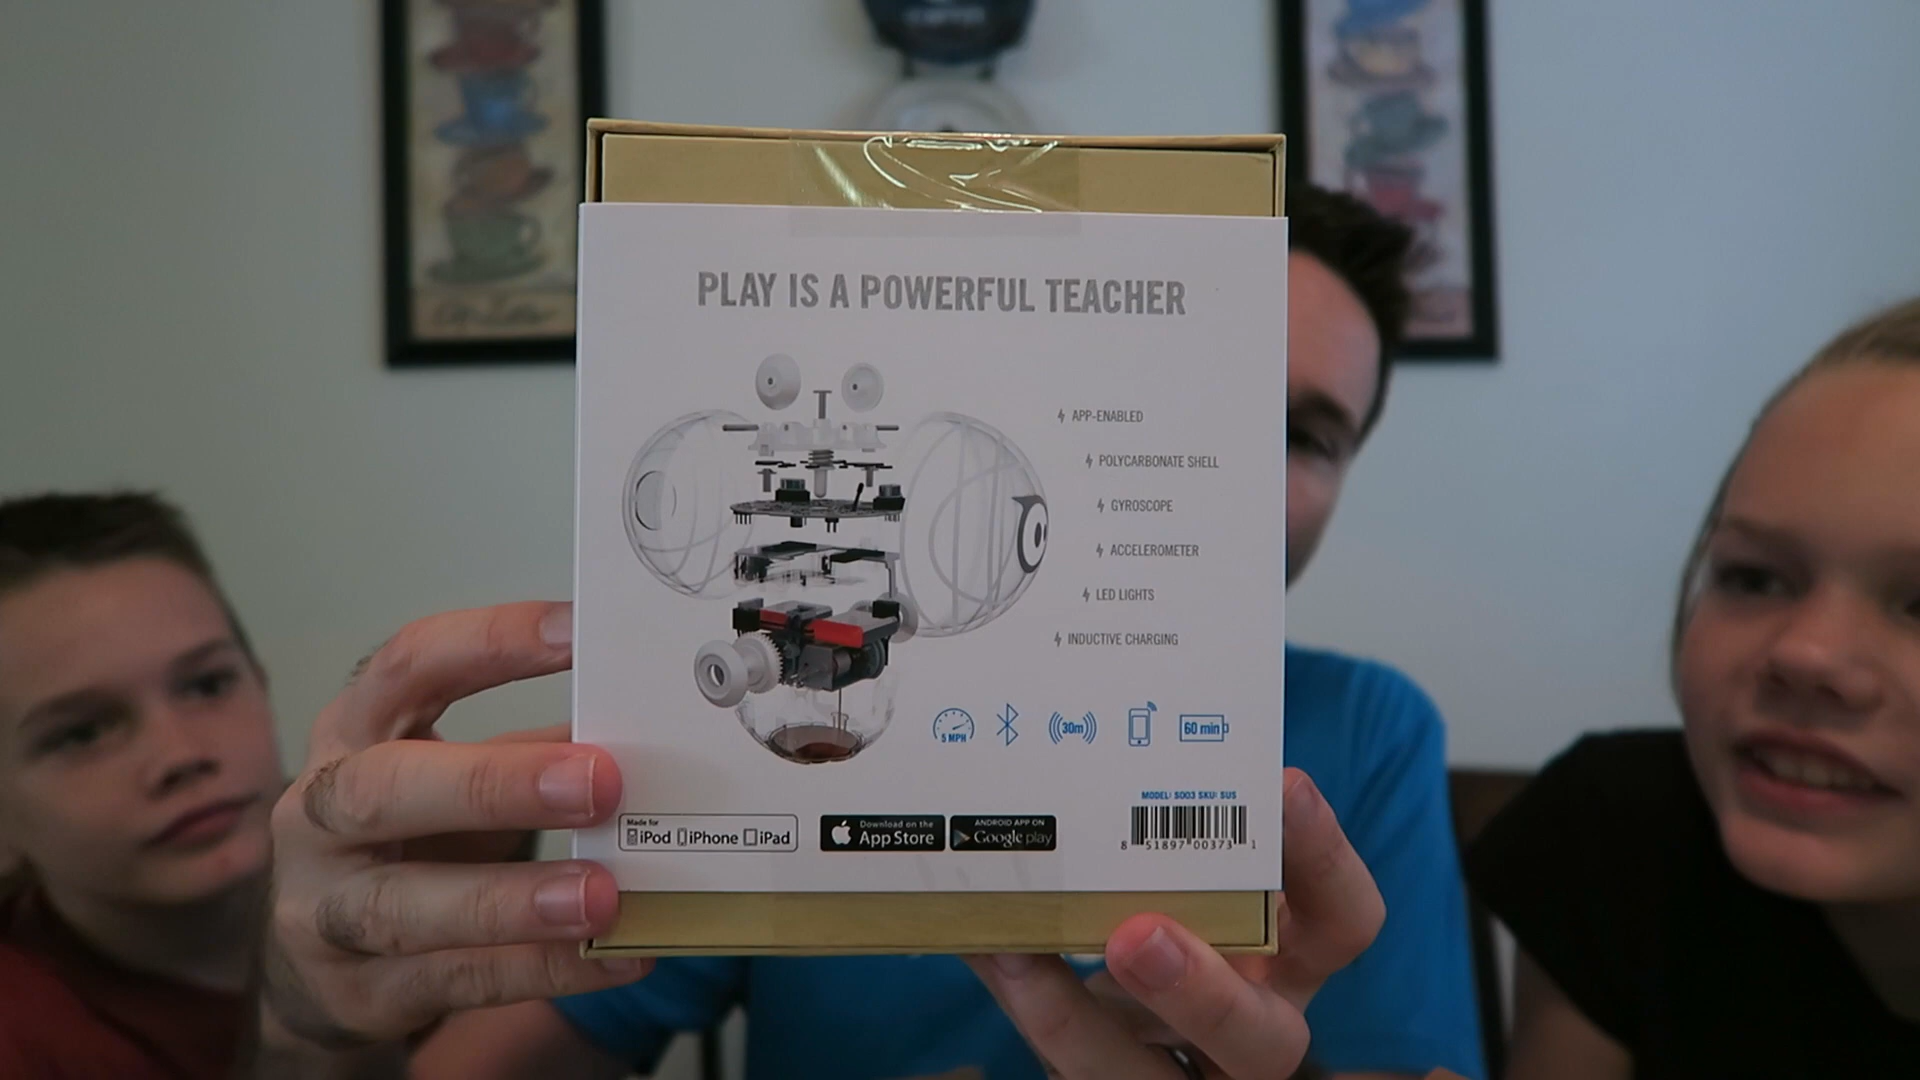 PLAY IS A POWERFUL TEACHER
APP-ENABLED
POLYCARBONATE SHELL
GYROSCOPE
ACCELEROMETER
LED LIGHTS
INDUCTIVE CHARGING
5 MPH
30m
60 min
MODEL: S003 SKU: SUS
Made for
iPod iPhone iPad
Download on the
App Store
ANDROID APP ON
Google play
8 51897 00373 1